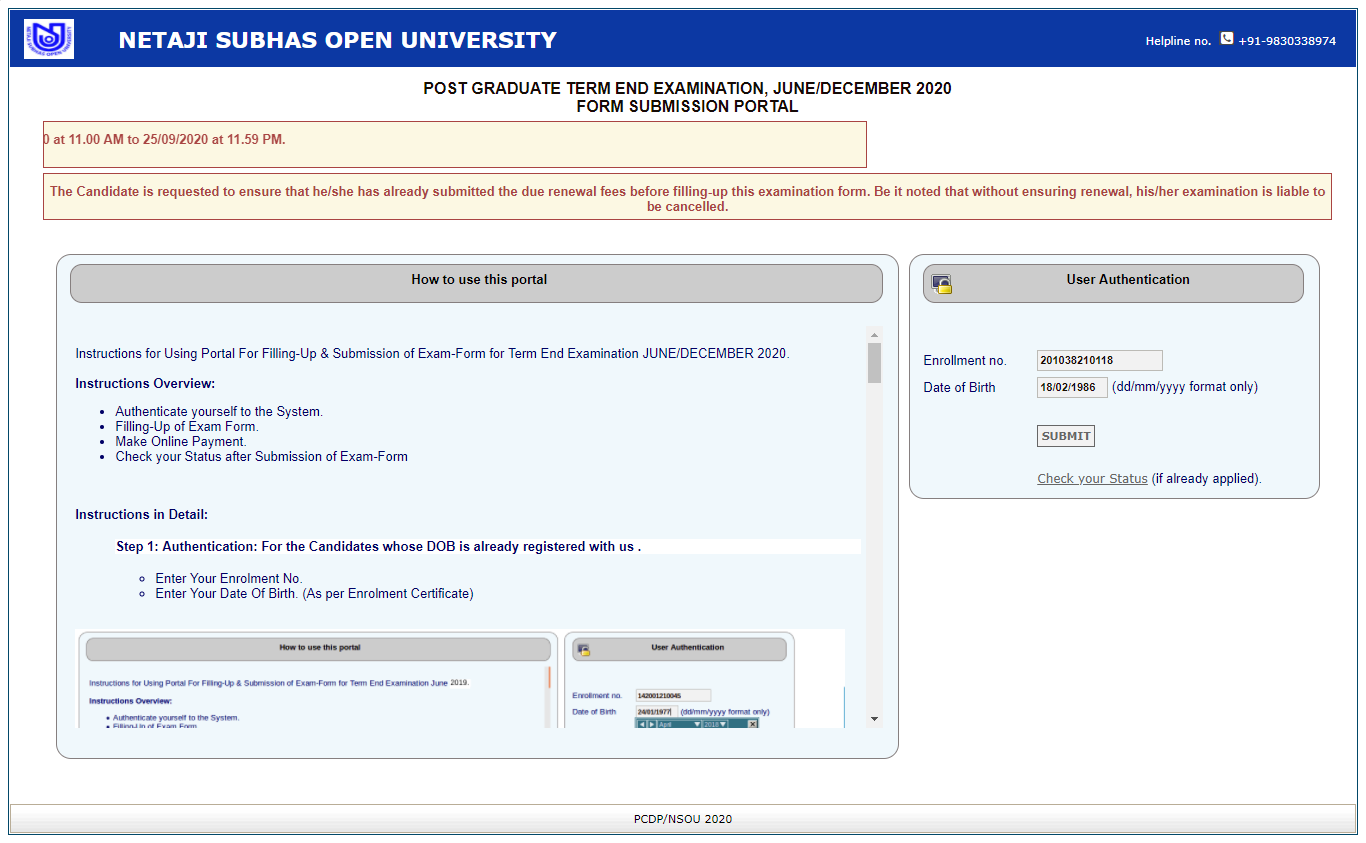 NETAJI SUBHAS OPEN UNIVERSITY
Helpline no. +91-9830338974
POST GRADUATE TERM END EXAMINATION, JUNE/DECEMBER 2020
FORM SUBMISSION PORTAL
0 at 11.00 AM to 25/09/2020 at 11.59 PM.
The Candidate is requested to ensure that he/she has already submitted the due renewal fees before filling-up this examination form. Be it noted that without ensuring renewal, his/her examination is liable to
be cancelled.
How to use this portal
Instructions for Using Portal For Filling-Up & Submission of Exam-Form for Term End Examination JUNE/DECEMBER 2020.
Instructions Overview:
• Authenticate yourself to the System.
• Filling-Up of Exam Form.
• Make Online Payment.
• Check your Status after Submission of Exam-Form
Instructions in Detail:
Step 1: Authentication: For the Candidates whose DOB is already registered with us .
Enter Your Enrolment No.
Enter Your Date Of Birth. (As per Enrolment Certificate)
How to use this portal
Instructions for Using Portal For Filling-Up & Submission of Exam-Form for Term End Examination June 2019.
Instructions Overview:
• Authenticate yourself to the System.
• Filling-Up of Exam Form
User Authentication
Enrollment no. 142001210045
Date of Birth 24/01/1977 (dd/mm/yyyy format only)
April 2018
User Authentication
Enrollment no. 201038210118
Date of Birth 18/02/1986 (dd/mm/yyyy format only)
SUBMIT
Check your Status (if already applied).
PCDP/NSOU 2020